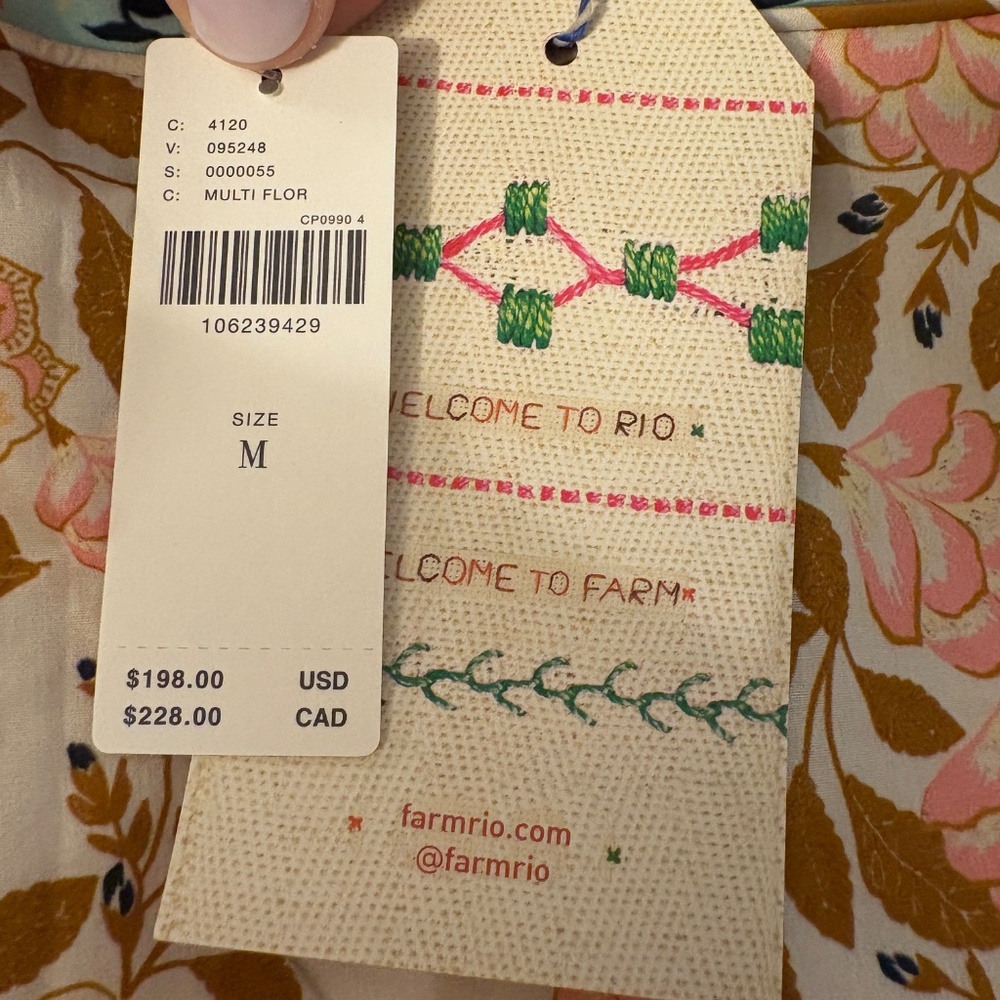 C: 4120
V: 095248
S: 0000055
C: MULTI FLOR
CP0990 4
106239429
SIZE
M
$198.00 USD
$228.00 CAD
ELCOME TO RIO
ELCOME TO FARM
farmrio.com
@farmrio